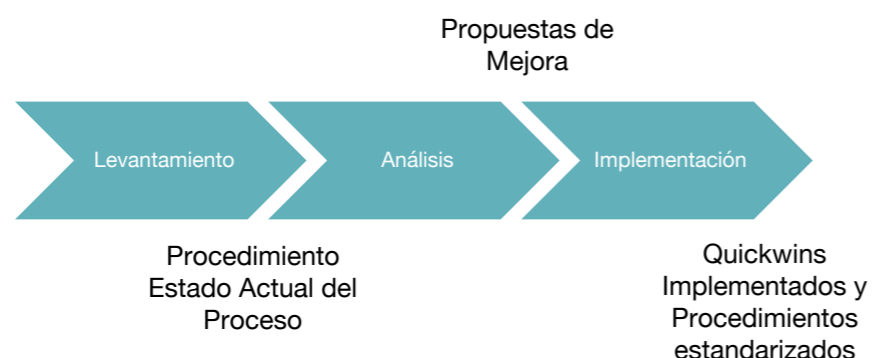 Propuestas de
Mejora
Levantamiento
Análisis
Implementación
Procedimiento
Estado Actual del
Proceso
Quickwins
Implementados y
Procedimientos
estandarizados